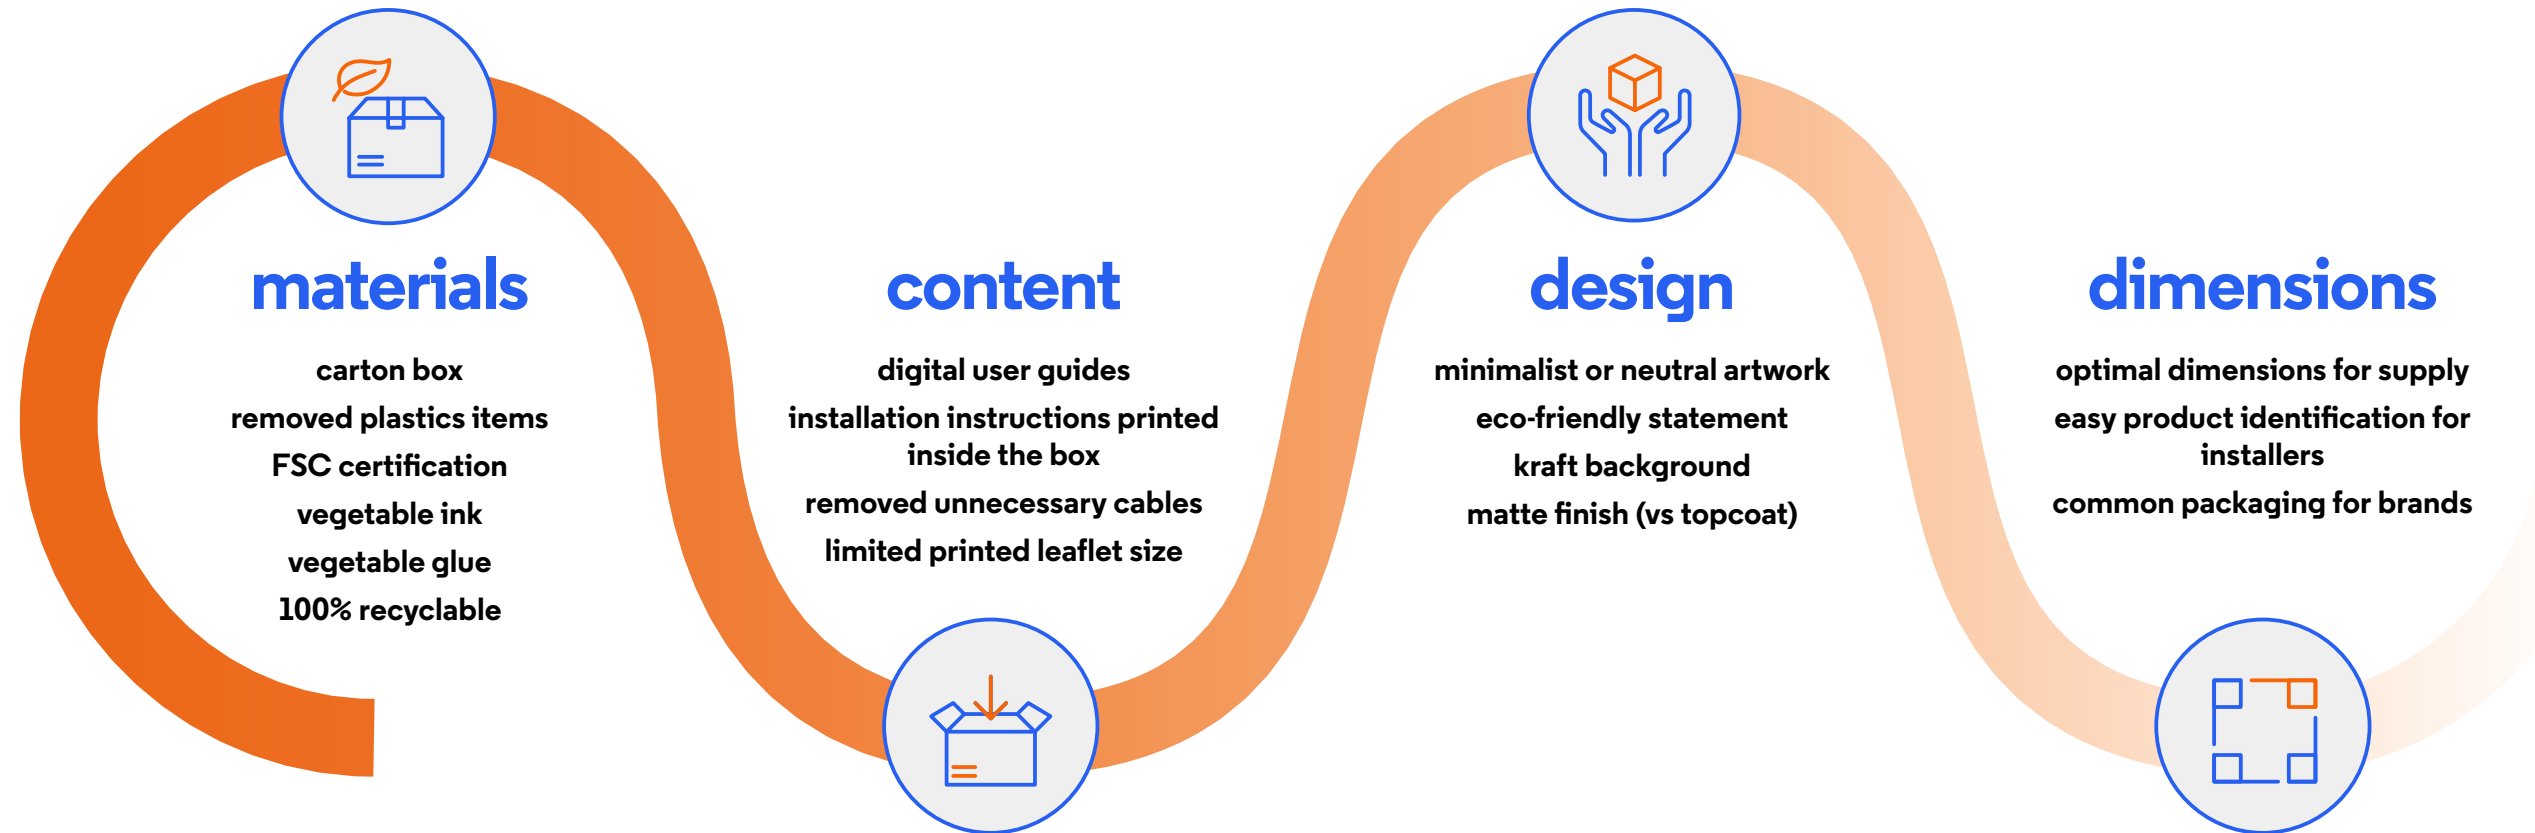 materials
carton box
removed plastics items
FSC certification
vegetable ink
vegetable glue
100% recyclable
content
digital user guides
installation instructions printed
inside the box
removed unnecessary cables
limited printed leaflet size
design
minimalist or neutral artwork
eco-friendly statement
kraft background
matte finish (vs topcoat)
dimensions
optimal dimensions for supply
easy product identification for
installers
common packaging for brands